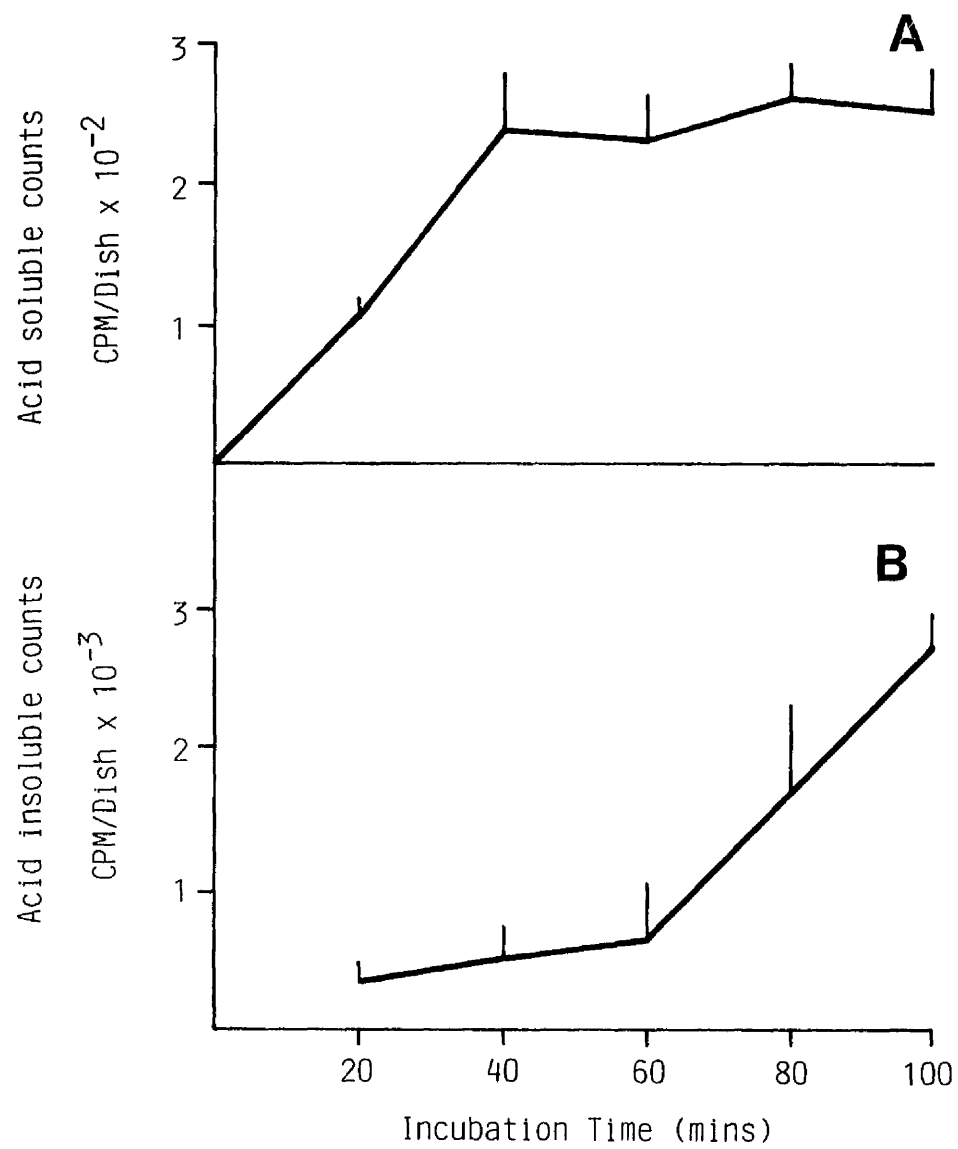 A
Acid soluble counts
CPM/Dish x 10⁻²
3
2
1
B
Acid insoluble counts
CPM/Dish x 10⁻³
3
2
1
20 40 60 80 100
Incubation Time (mins)